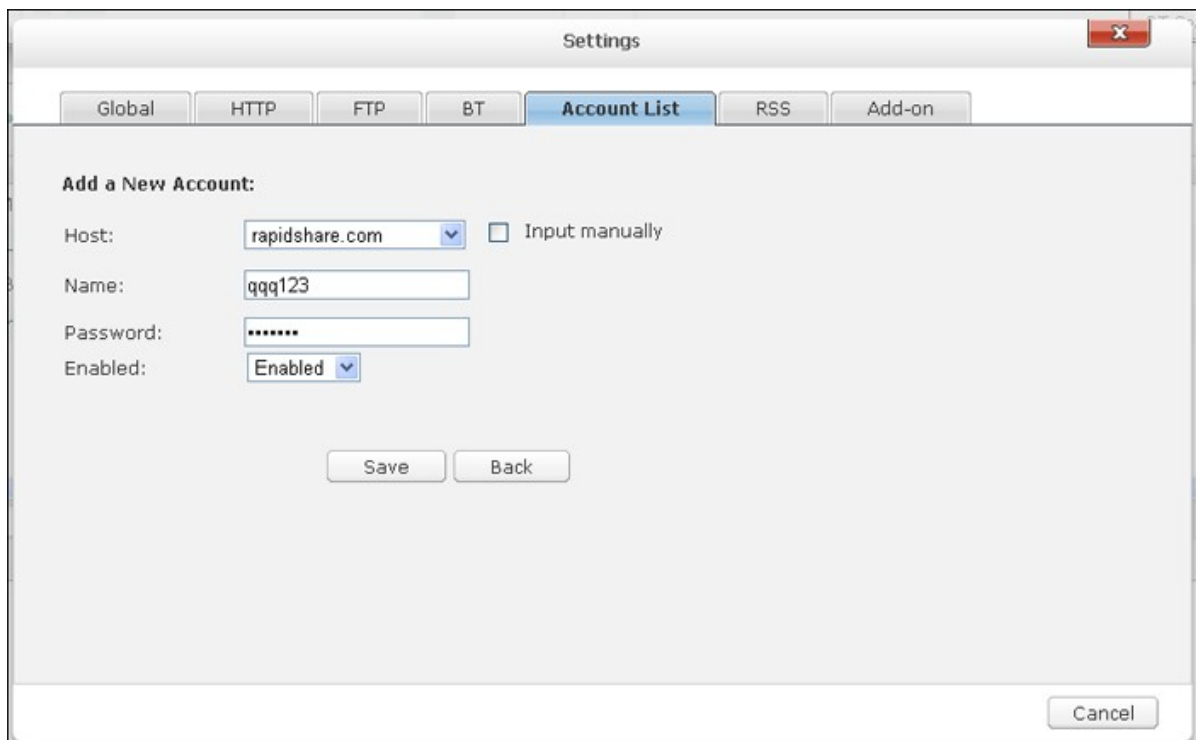 Settings
Global HTTP FTP BT Account List RSS Add-on
Add a New Account:
Host: rapidshare.com Input manually
Name: qqq123
Password: •••••••
Enabled: Enabled
Save Back
Cancel